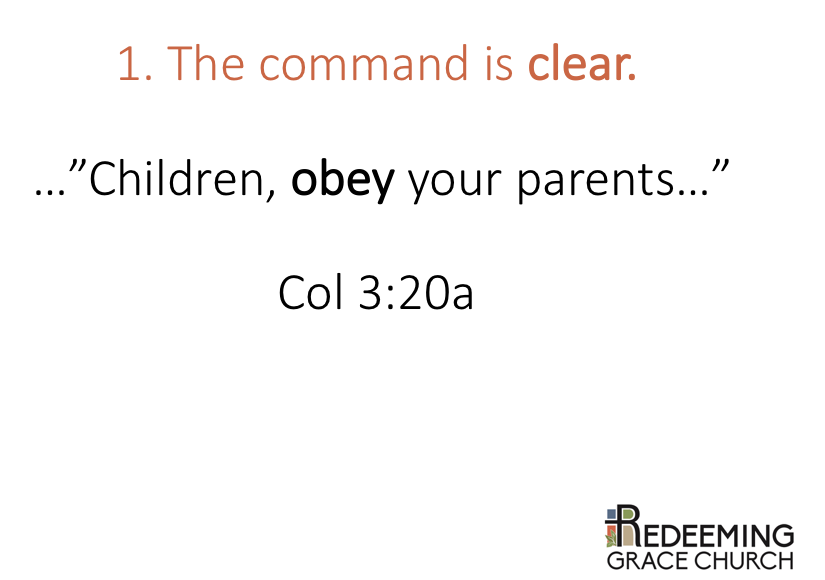 1. The command is clear.
…”Children, obey your parents…”
Col 3:20a
REDEEMING
GRACE CHURCH